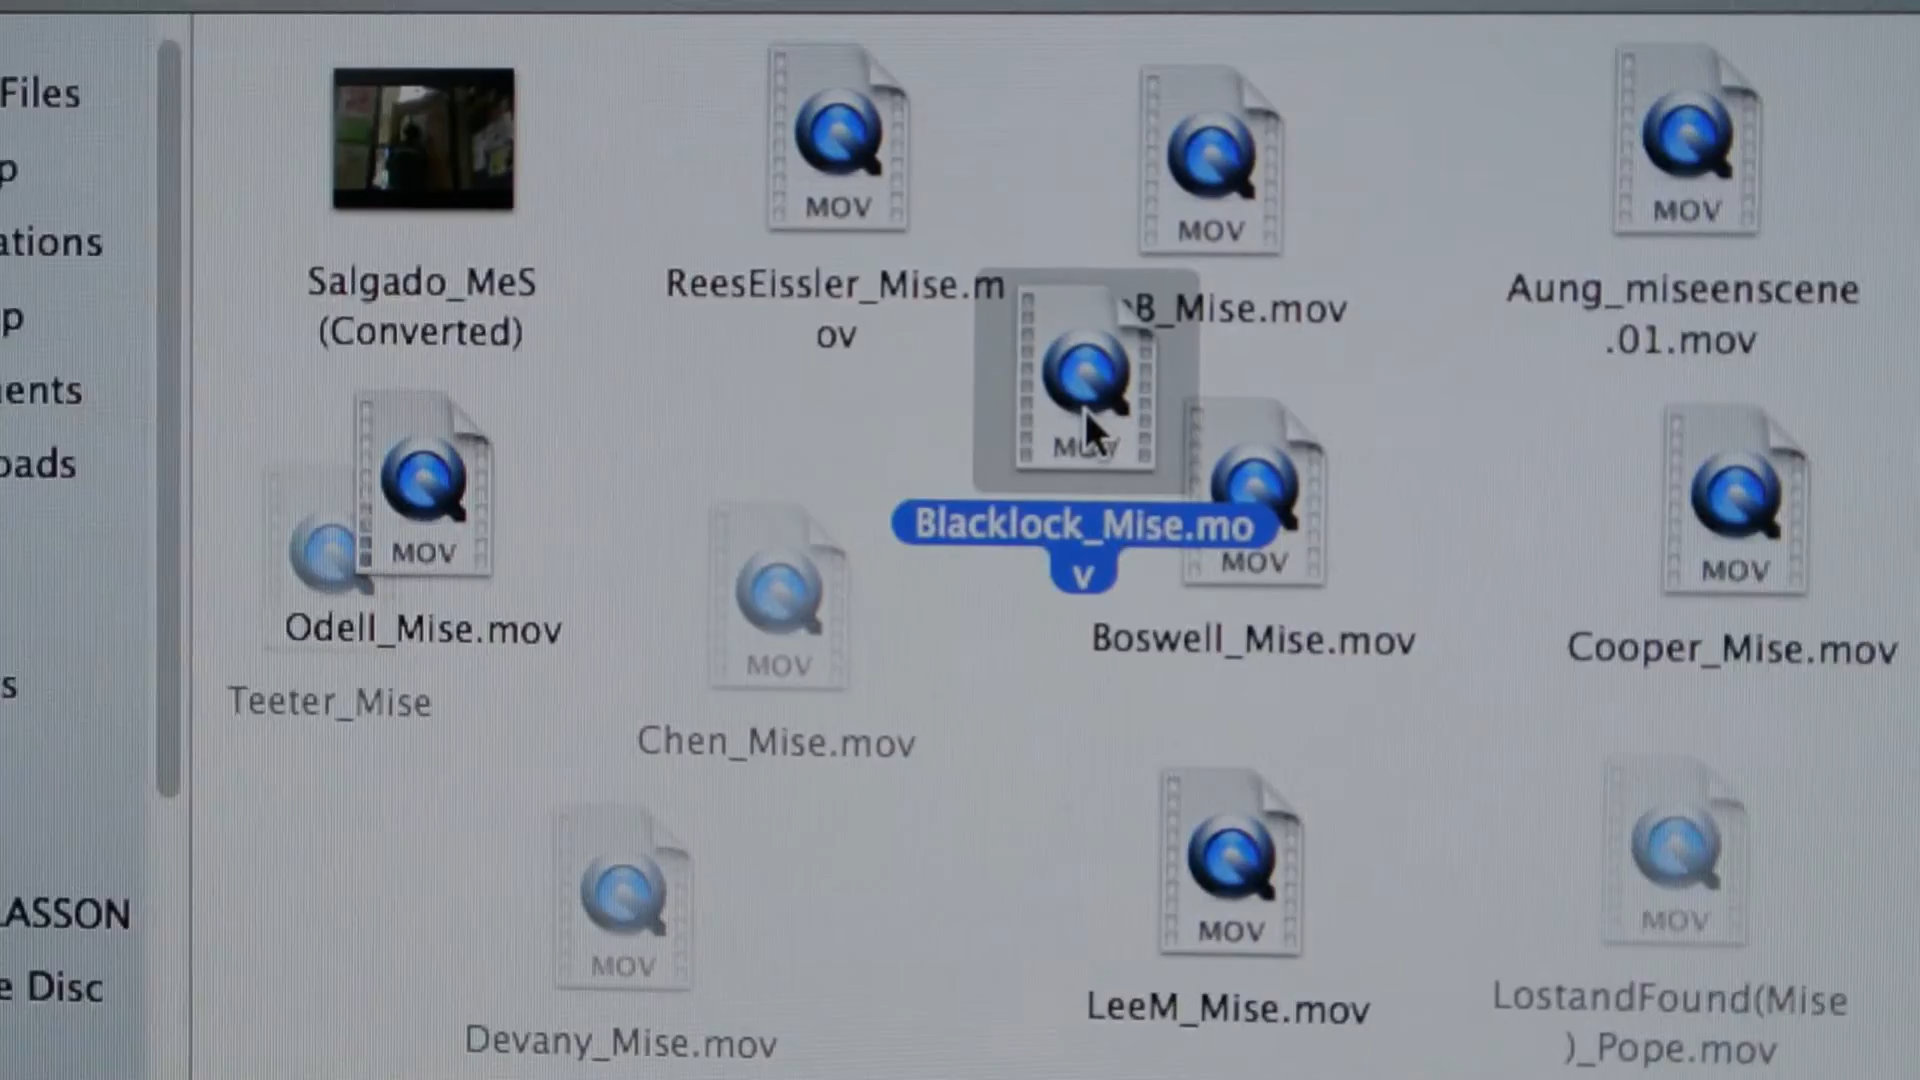 Files
p
ations
p
ents
oads
s
ASSON
e Disc
Salgado_MeS
(Converted)
MOV
ReesEissler_Mise.m
ov
MOV
B_Mise.mov
MOV
Aung_miseenscene
.01.mov
MOV
Odell_Mise.mov
Teeter_Mise
MOV
Chen_Mise.mov
MOV
Blacklock_Mise.mo
v
MOV
Boswell_Mise.mov
MOV
Cooper_Mise.mov
MOV
Devany_Mise.mov
MOV
LeeM_Mise.mov
MOV
LostandFound(Mise
)_Pope.mov